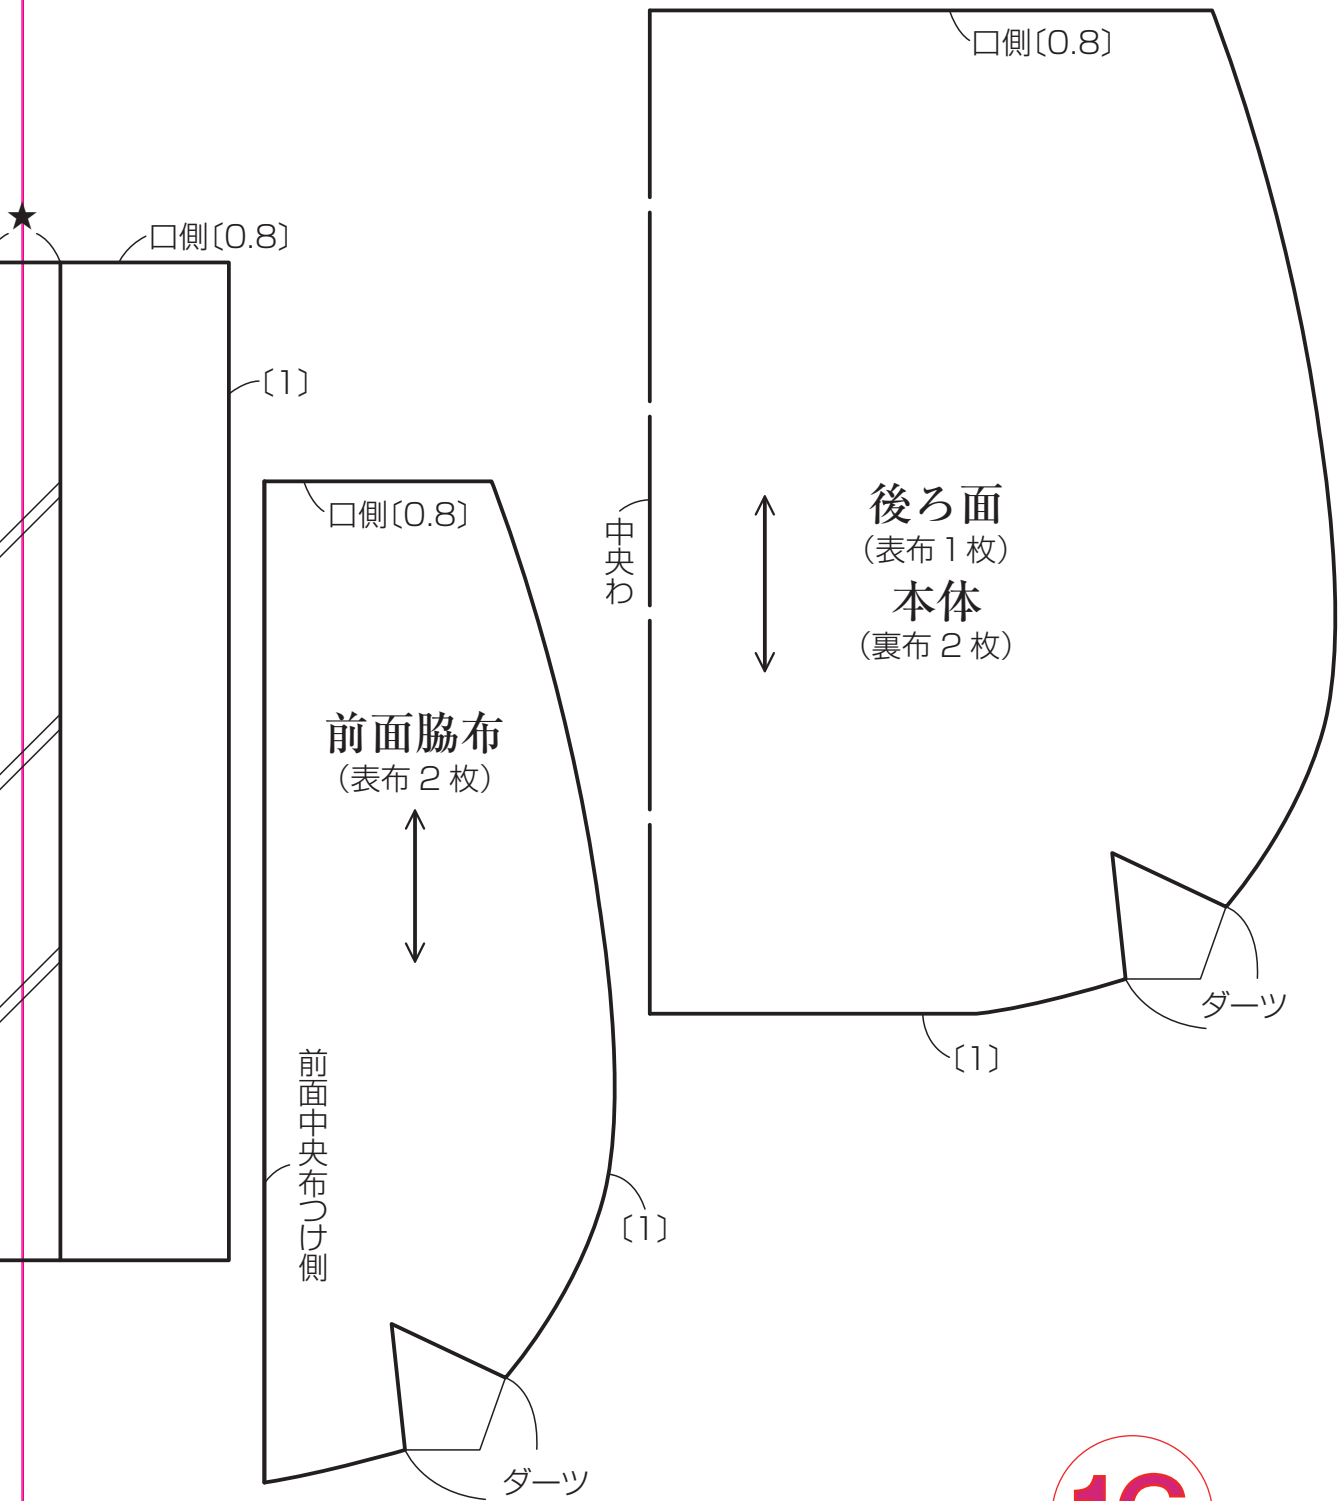 ★
口側〔0.8〕
〔1〕
口側〔0.8〕
前面脇布
（表布2枚）
前面中央布つけ側
〔1〕
ダーツ
口側〔0.8〕
中央わ
後ろ面
（表布1枚）
本体
（裏布2枚）
ダーツ
〔1〕